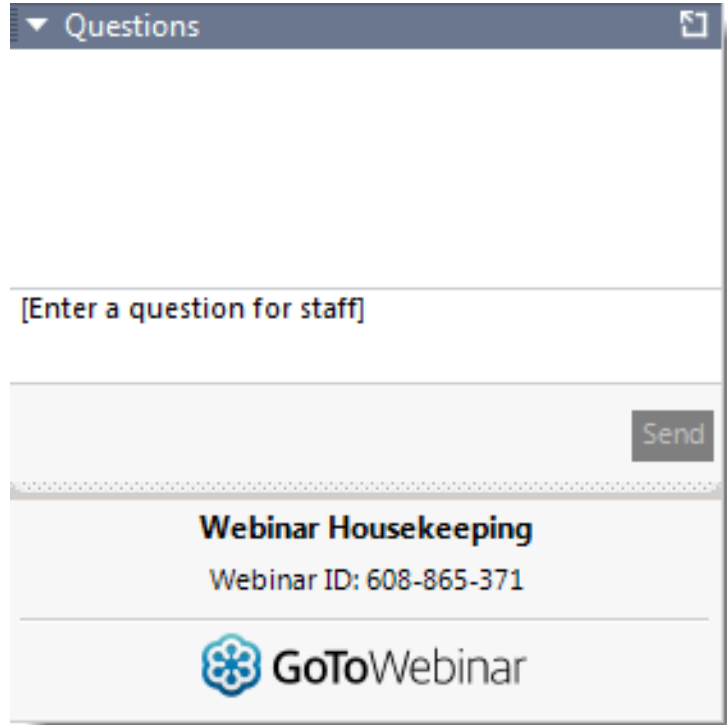 Questions
[Enter a question for staff]
Send
Webinar Housekeeping
Webinar ID: 608-865-371
GoToWebinar